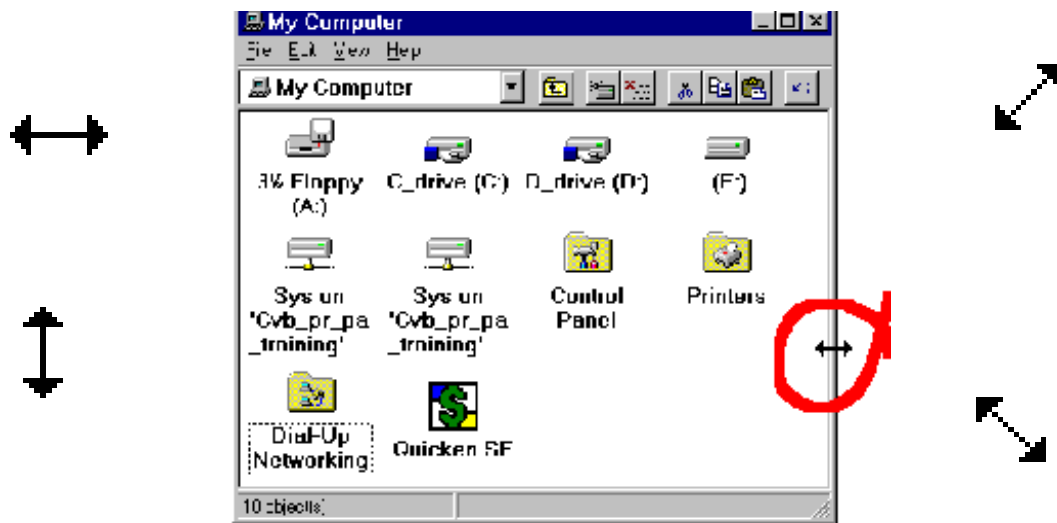 My Computer
File Edit View Help
My Computer
3½ Floppy
(A:)
C_drive (C:)
D_drive (D:)
(E:)
Sys on
'Cvb_pr_pa
_training'
Sys on
'Cvb_pr_pa
_training'
Control
Panel
Printers
Dial-Up
Networking
Quicken SE
10 object(s)